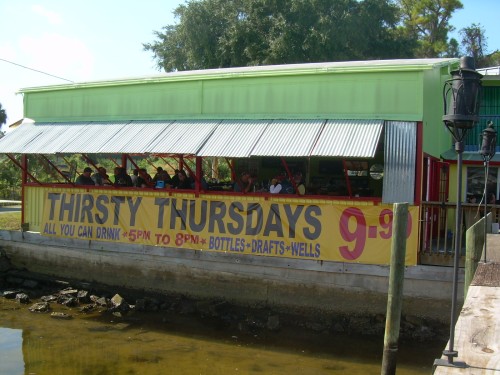 THIRSTY THURSDAYS 9.99
ALL YOU CAN DRINK * 5PM TO 8PM * BOTTLES * DRAFTS * WELLS